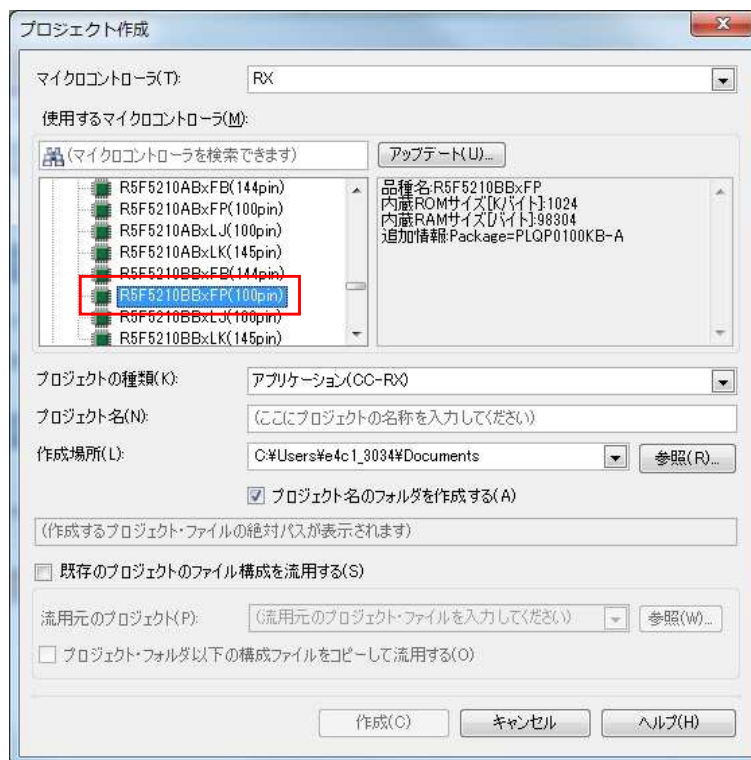 プロジェクト作成
マイクロコントローラ(T): RX
使用するマイクロコントローラ(M):
(マイクロコントローラを検索できます) アップデート(U)...
R5F5210ABxFB(144pin)
R5F5210ABxFP(100pin)
R5F5210ABxLJ(100pin)
R5F5210ABxLK(145pin)
R5F5210BBxFB(144pin)
R5F5210BBxFP(100pin)
R5F5210BBxLJ(100pin)
R5F5210BBxLK(145pin)
品種名:R5F5210BBxFP
内蔵ROMサイズ[Kバイト]:1024
内蔵RAMサイズ[バイト]:98304
追加情報:Package=PLQP0100KB-A
プロジェクトの種類(K): アプリケーション(CC-RX)
プロジェクト名(N): (ここにプロジェクトの名称を入力してください)
作成場所(L): C:¥Users¥e4c1_3034¥Documents 参照(R)...
プロジェクト名のフォルダを作成する(A)
(作成するプロジェクト・ファイルの絶対パスが表示されます)
既存のプロジェクトのファイル構成を流用する(S)
流用元のプロジェクト(P): (流用元のプロジェクト・ファイルを入力してください) 参照(W)...
プロジェクト・フォルダ以下の構成ファイルをコピーして流用する(O)
作成(C) キャンセル ヘルプ(H)